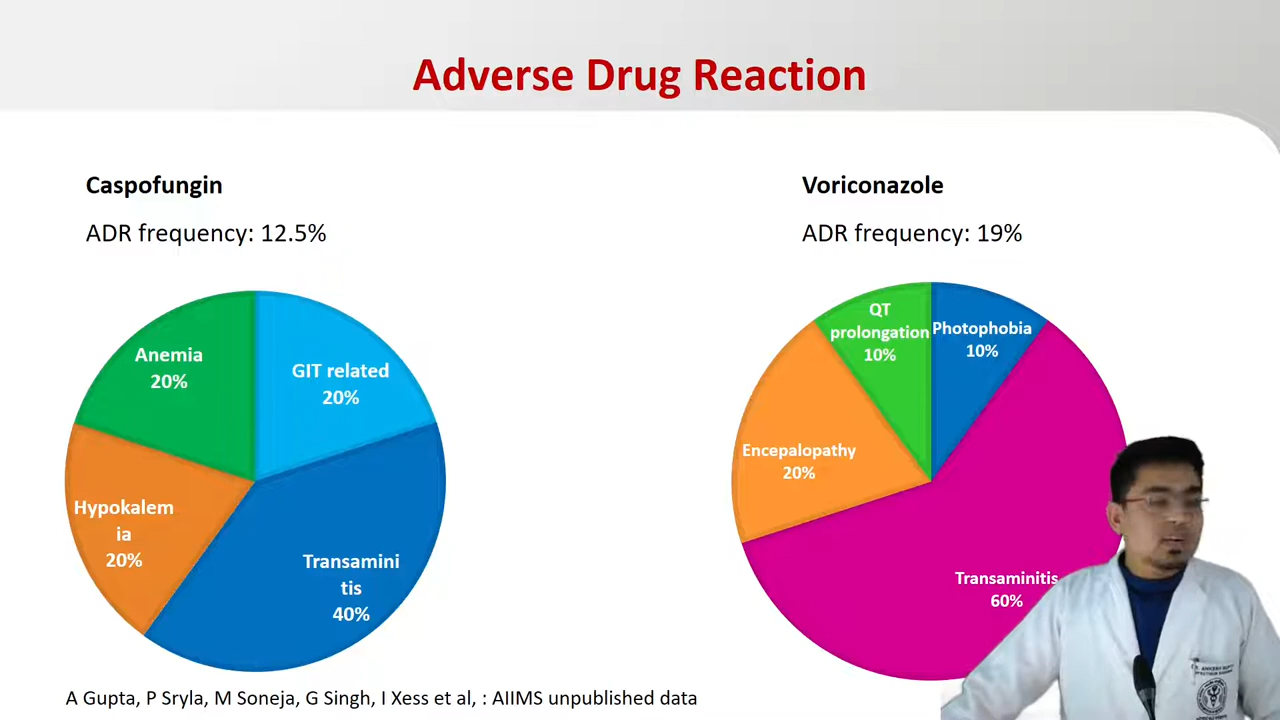 Adverse Drug Reaction
Caspofungin
ADR frequency: 12.5%
Anemia
20%
GIT related
20%
Hypokalem
ia
20%
Transamini
tis
40%
Voriconazole
ADR frequency: 19%
QT
prolongation
10%
Photophobia
10%
Encepalopathy
20%
Transaminitis
60%
A Gupta, P Sryla, M Soneja, G Singh, I Xess et al, : AIIMS unpublished data